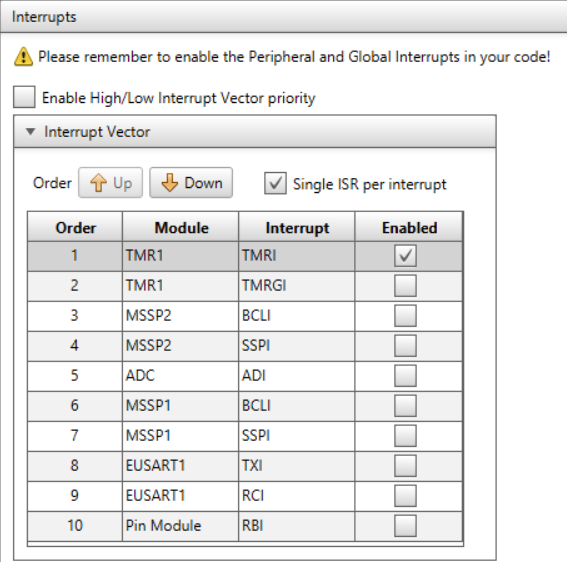 Interrupts
Please remember to enable the Peripheral and Global Interrupts in your code!
Enable High/Low Interrupt Vector priority
Interrupt Vector
Order Up Down Single ISR per interrupt
Order Module Interrupt Enabled
1 TMR1 TMRI
2 TMR1 TMRGI
3 MSSP2 BCLI
4 MSSP2 SSPI
5 ADC ADI
6 MSSP1 BCLI
7 MSSP1 SSPI
8 EUSART1 TXI
9 EUSART1 RCI
10 Pin Module RBI